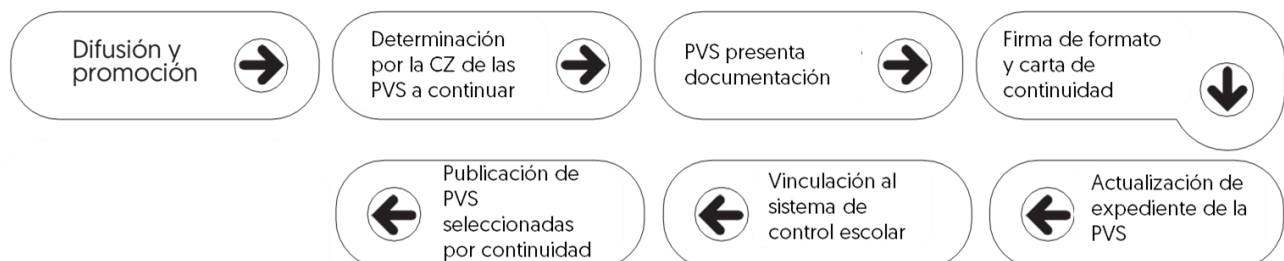 Difusión y
promoción
Determinación
por la CZ de las
PVS a continuar
PVS presenta
documentación
Firma de formato
y carta de
continuidad
Actualización de
expediente de la
PVS
Vinculación al
sistema de
control escolar
Publicación de
PVS
seleccionadas
por continuidad